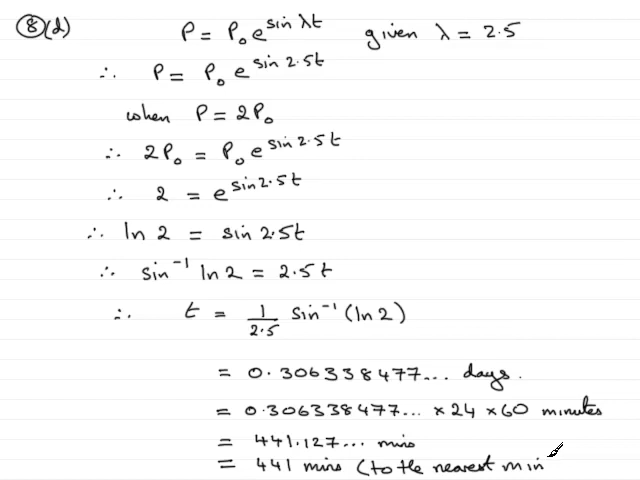 ⑧(d) P = P₀e^sin λt given λ = 2.5
∴ P = P₀ e^sin 2.5t
when P = 2P₀
∴ 2P₀ = P₀ e^sin 2.5t
∴ 2 = e^sin 2.5t
∴ ln 2 = sin 2.5t
∴ sin⁻¹ ln 2 = 2.5t
∴ t = 1/2.5 sin⁻¹ (ln 2)
= 0.306338477... days.
= 0.306338477... × 24 × 60 minutes
= 441.127... mins
= 441 mins (to the nearest min